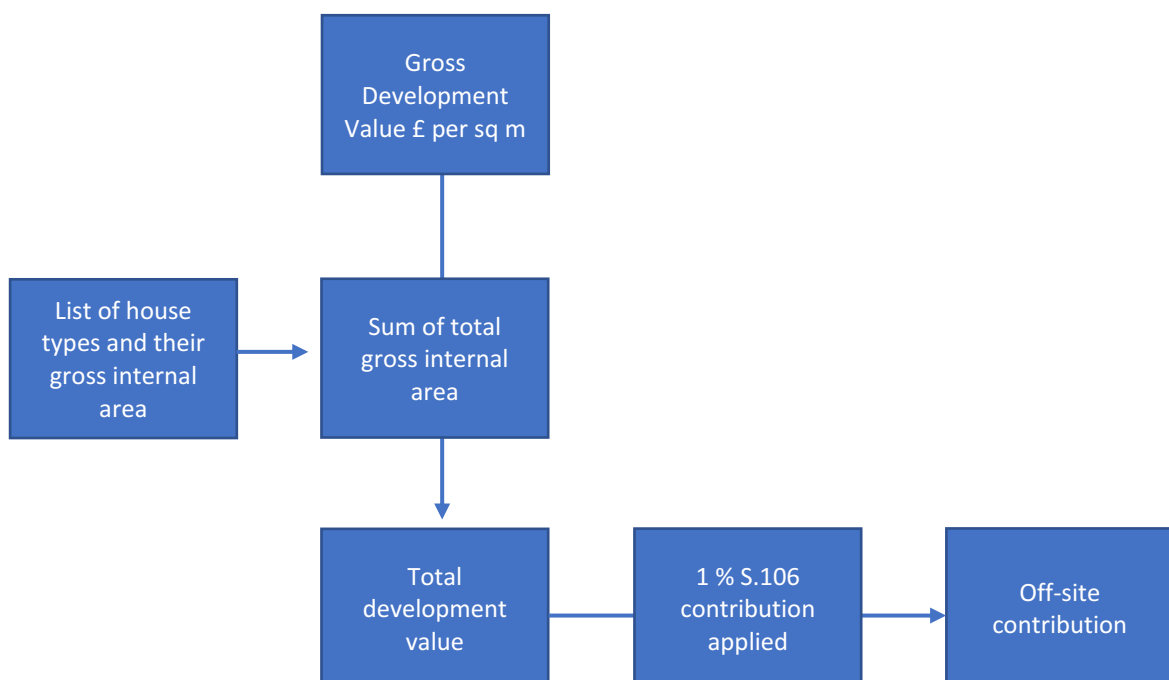 Gross
Development
Value £ per sq m
List of house
types and their
gross internal
area
Sum of total
gross internal
area
Total
development
value
1 % S.106
contribution
applied
Off-site
contribution